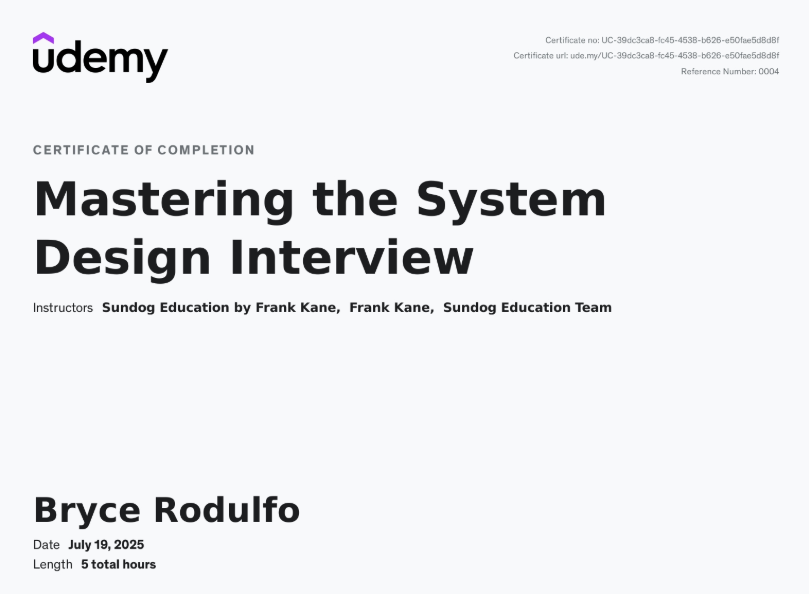 udemy
Certificate no: UC-39dc3ca8-fc45-4538-b626-e50fae5d8d8f
Certificate url: ude.my/UC-39dc3ca8-fc45-4538-b626-e50fae5d8d8f
Reference Number: 0004
CERTIFICATE OF COMPLETION
Mastering the System
Design Interview
Instructors Sundog Education by Frank Kane, Frank Kane, Sundog Education Team
Bryce Rodulfo
Date July 19, 2025
Length 5 total hours